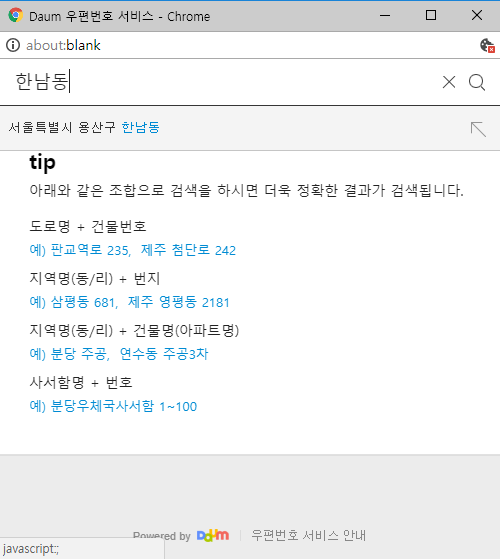 Daum 우편번호 서비스 - Chrome
about:blank
한남동
서울특별시 용산구 한남동
tip
아래와 같은 조합으로 검색을 하시면 더욱 정확한 결과가 검색됩니다.
도로명 + 건물번호
예) 판교역로 235, 제주 첨단로 242
지역명(동/리) + 번지
예) 삼평동 681, 제주 영평동 2181
지역명(동/리) + 건물명(아파트명)
예) 분당 주공, 연수동 주공3차
사서함명 + 번호
예) 분당우체국사서함 1~100
Powered by Daum | 우편번호 서비스 안내
javascript:;